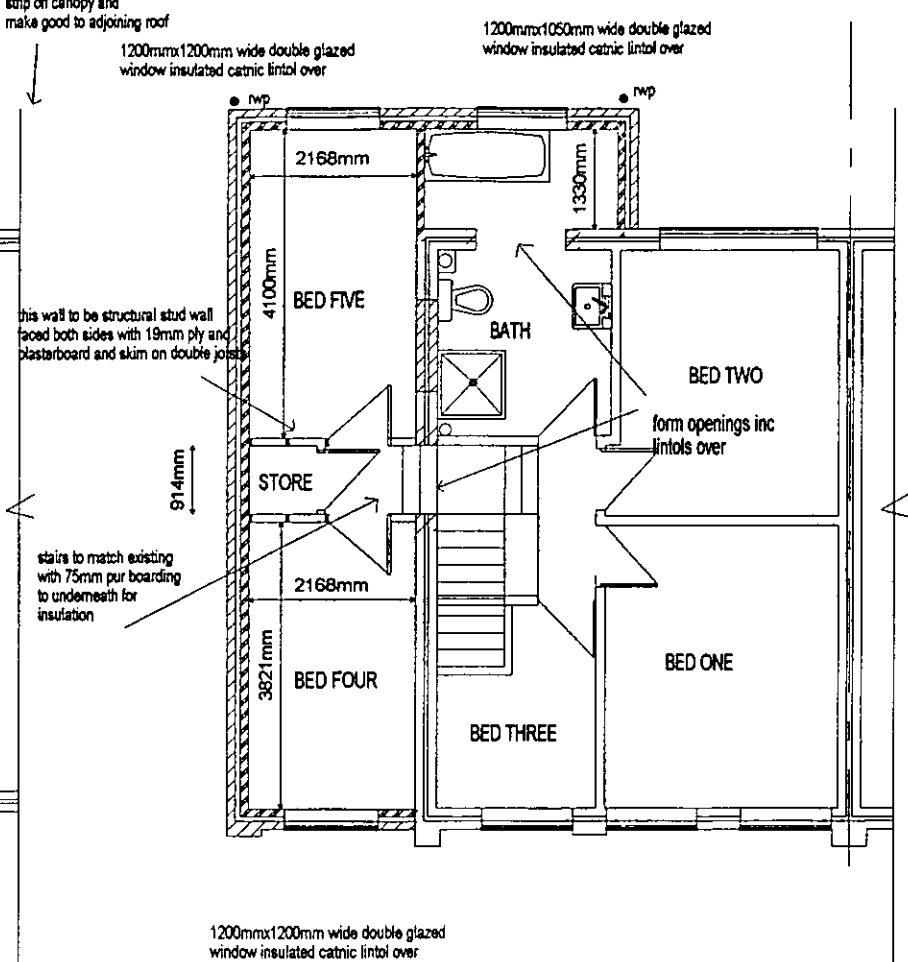 strip off canopy and
make good to adjoining roof
1200mmx1200mm wide double glazed
window insulated catnic lintol over
1200mmx1050mm wide double glazed
window insulated catnic lintol over
rwp
rwp
2168mm
1330mm
4100mm
BED FIVE
BATH
BED TWO
this wall to be structural stud wall
faced both sides with 19mm ply and
plasterboard and skim on double joists
form openings inc
lintols over
914mm
STORE
stairs to match existing
with 75mm pur boarding
to underneath for
insulation
2168mm
3821mm
BED FOUR
BED ONE
BED THREE
1200mmx1200mm wide double glazed
window insulated catnic lintol over